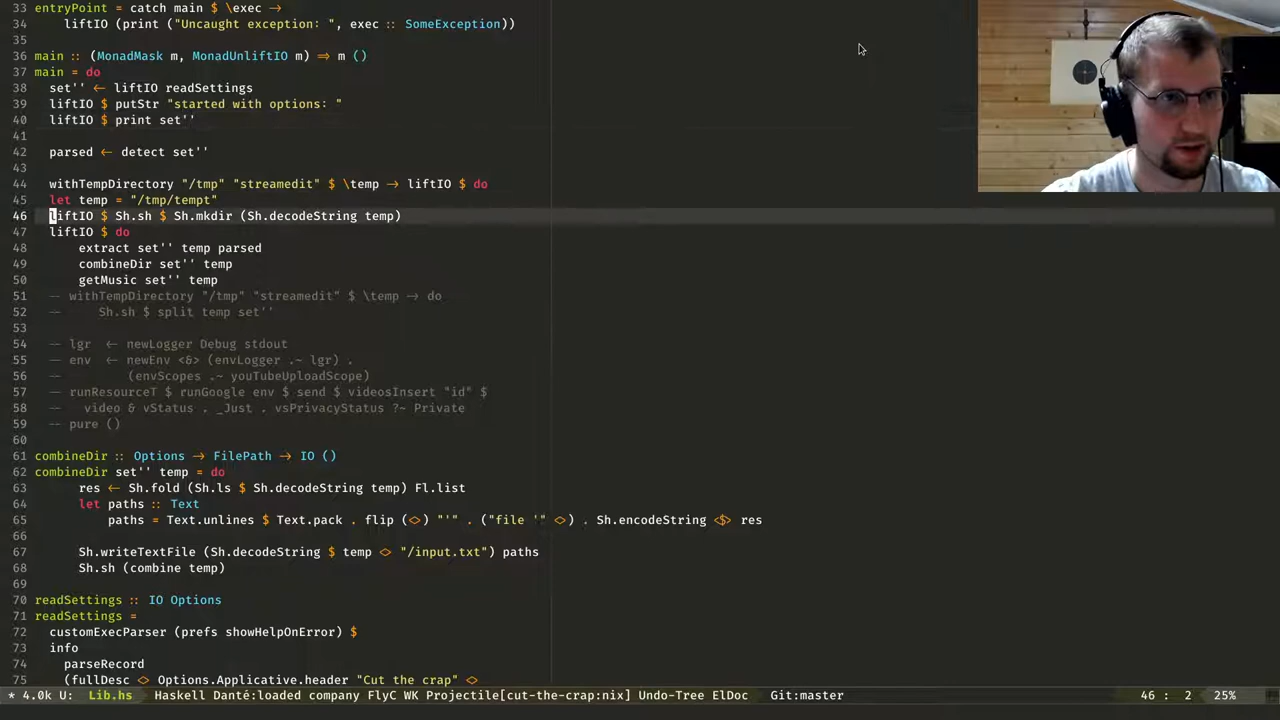 33 entryPoint = catch main $ \exec ->
34 liftIO (print ("Uncaught exception: ", exec :: SomeException))
35
36 main :: (MonadMask m, MonadUnliftIO m) => m ()
37 main = do
38 set'' <- liftIO readSettings
39 liftIO $ putStr "started with options: "
40 liftIO $ print set''
41
42 parsed <- detect set''
43
44 withTempDirectory "/tmp" "streamedit" $ \temp -> liftIO $ do
45 let temp = "/tmp/tempt"
46 liftIO $ Sh.sh $ Sh.mkdir (Sh.decodeString temp)
47 liftIO $ do
48 extract set'' temp parsed
49 combineDir set'' temp
50 getMusic set'' temp
51 -- withTempDirectory "/tmp" "streamedit" $ \temp -> do
52 -- Sh.sh $ split temp set''
53
54 -- lgr <- newLogger Debug stdout
55 -- env <- newEnv <&> (envLogger .~ lgr) .
56 -- (envScopes .~ youTubeUploadScope)
57 -- runResourceT $ runGoogle env $ send $ videosInsert "id" $
58 -- video & vStatus . _Just . vsPrivacyStatus ?~ Private
59 -- pure ()
60
61 combineDir :: Options -> FilePath -> IO ()
62 combineDir set'' temp = do
63 res <- Sh.fold (Sh.ls $ Sh.decodeString temp) Fl.list
64 let paths :: Text
65 paths = Text.unlines $ Text.pack . flip (<>) "'" . ("file '" <>) . Sh.encodeString <$> res
66
67 Sh.writeTextFile (Sh.decodeString $ temp <> "/input.txt") paths
68 Sh.sh (combine temp)
69
70 readSettings :: IO Options
71 readSettings =
72 customExecParser (prefs showHelpOnError) $
73 info
74 parseRecord
75 (fullDesc <> Options.Applicative.header "Cut the crap" <>
* 4.0k U: Lib.hs Haskell Danté:loaded company FlyC WK Projectile[cut-the-crap:nix] Undo-Tree ElDoc Git:master 46 : 2 25%